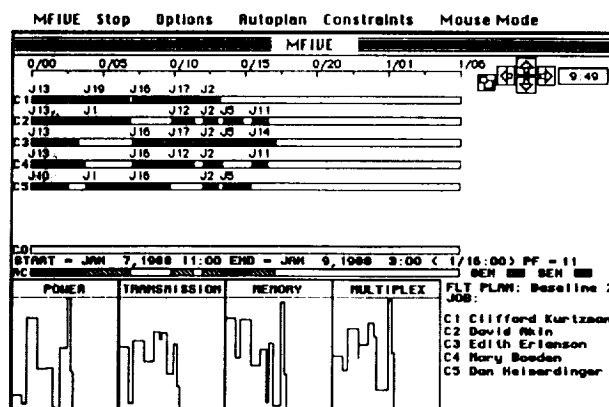 MFIVE Stop Options Autoplan Constraints Mouse Mode
MFIVE
0/00 0/05 0/10 0/15 0/20 1/01 1/06
9:49
J13 J19 J16 J17 J2
C1
J13 J1 J12 J2 J5 J11
C2
J13 J16 J17 J2 J14
C3
J13 J16 J12 J2 J11
C4
J40 J1 J16 J2 J5
C5
C0
START = JAN 7,1988 11:00 END = JAN 9,1988 3:00 ( 1/16:00) PF = 11
AC GEN SEN
POWER TRANSMISSION MEMORY MULTIPLEX
FLT PLAN: Baseline 2
JOB:
C1 Clifford Kurtzman
C2 David Akin
C3 Edith Erlanson
C4 Mary Bowden
C5 Dan Heimerdinger